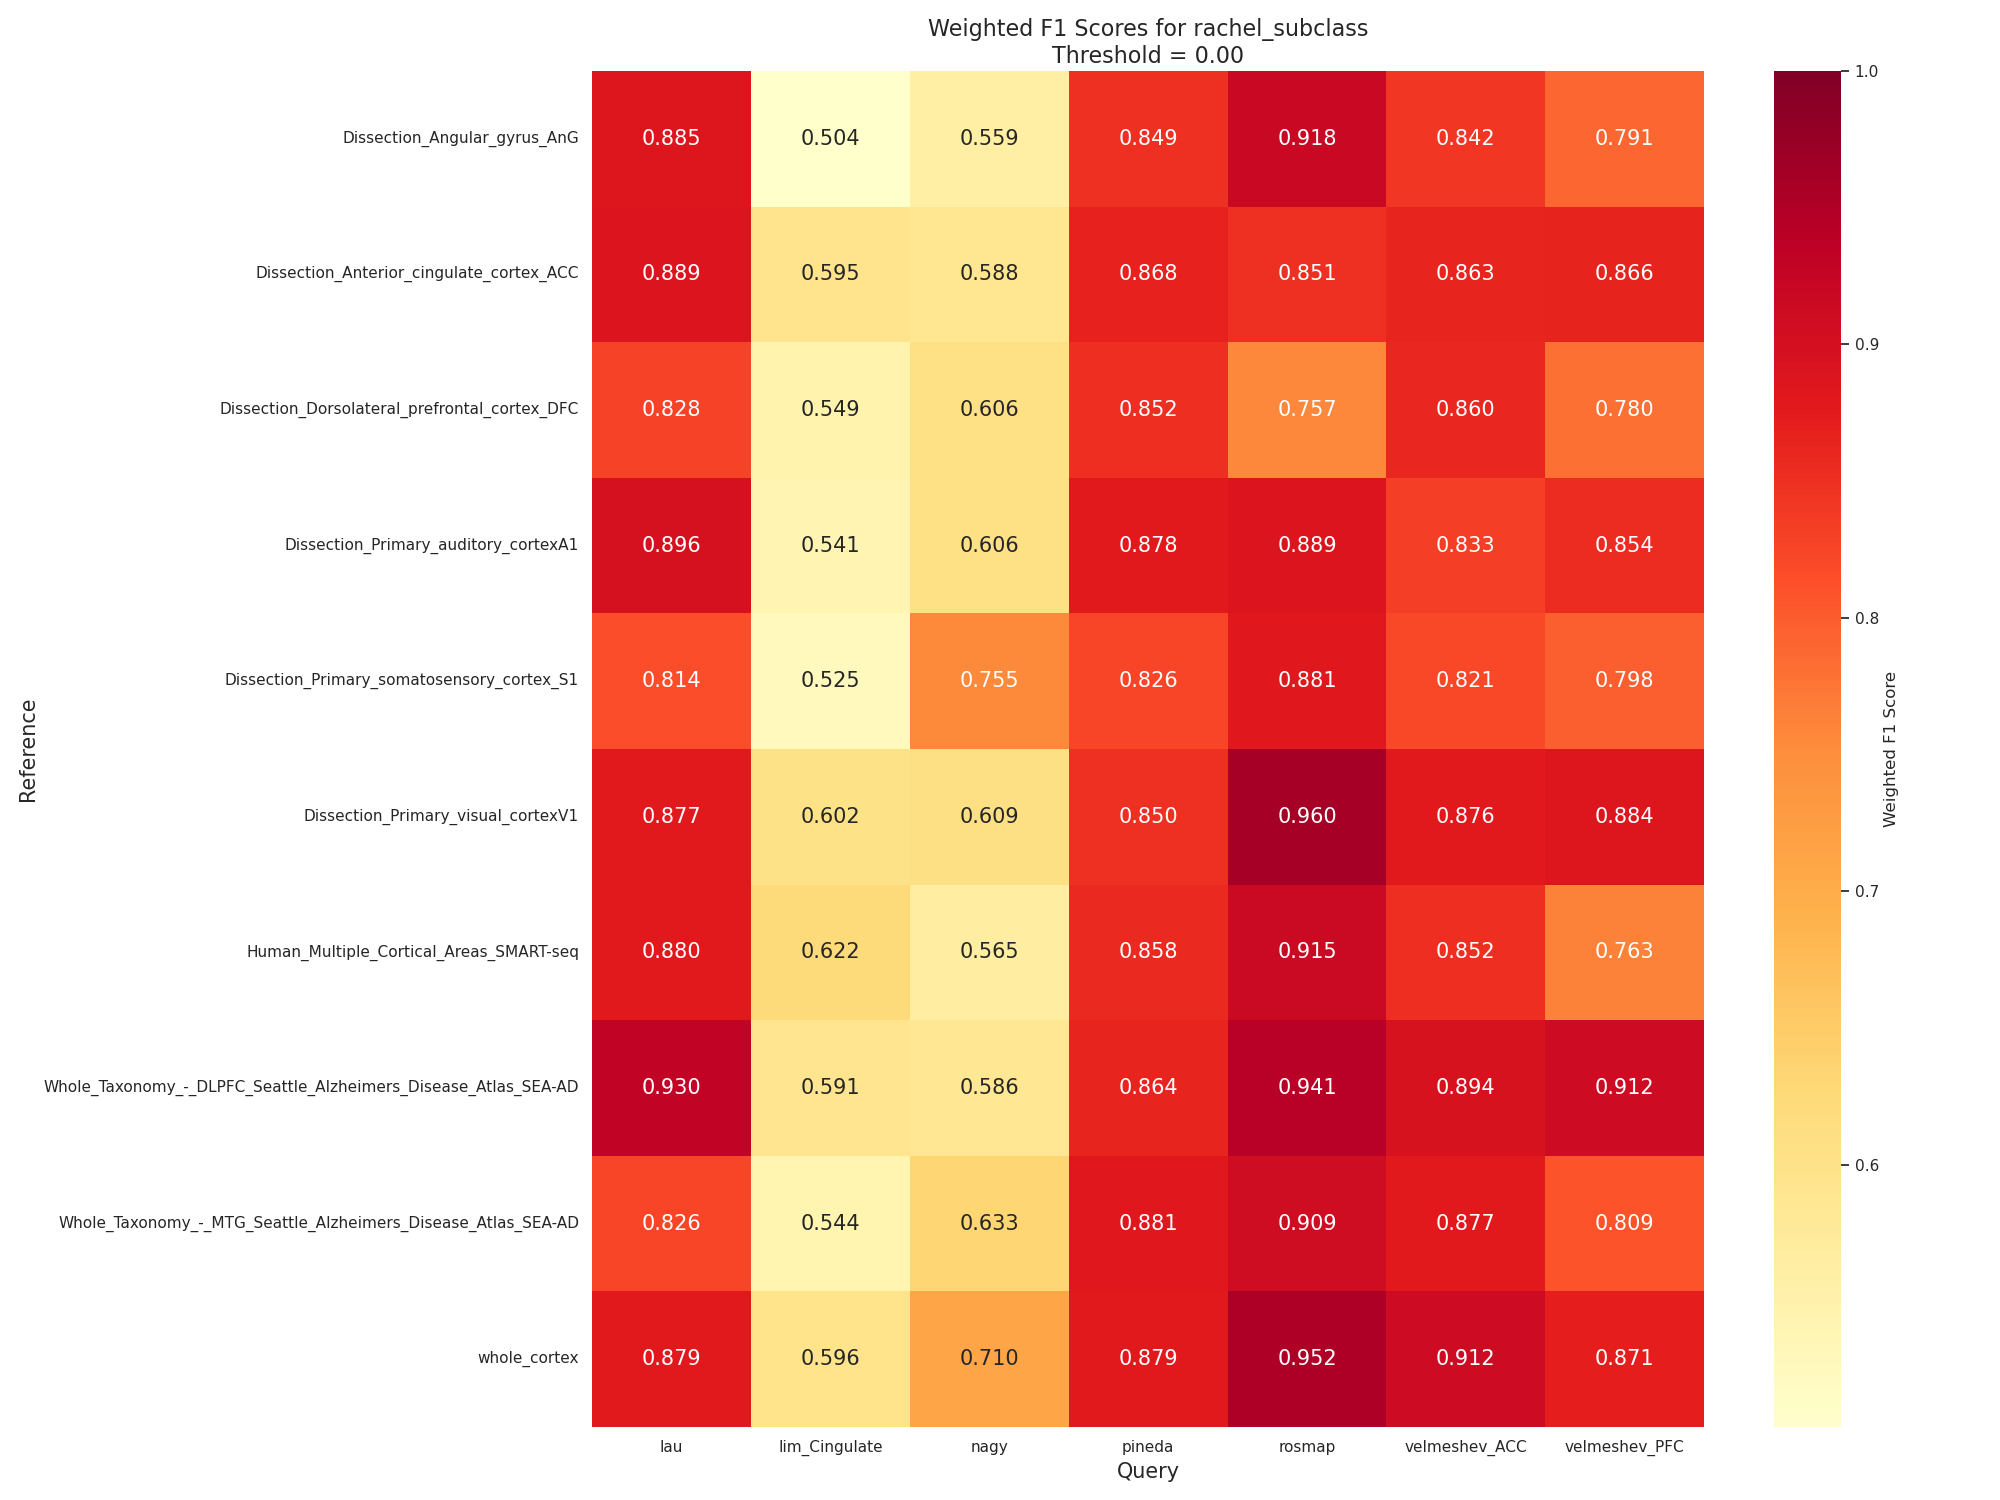 Weighted F1 Scores for rachel_subclass
Threshold = 0.00
Reference
Dissection_Angular_gyrus_AnG 0.885 0.504 0.559 0.849 0.918 0.842 0.791
Dissection_Anterior_cingulate_cortex_ACC 0.889 0.595 0.588 0.868 0.851 0.863 0.866
Dissection_Dorsolateral_prefrontal_cortex_DFC 0.828 0.549 0.606 0.852 0.757 0.860 0.780
Dissection_Primary_auditory_cortexA1 0.896 0.541 0.606 0.878 0.889 0.833 0.854
Dissection_Primary_somatosensory_cortex_S1 0.814 0.525 0.755 0.826 0.881 0.821 0.798
Dissection_Primary_visual_cortexV1 0.877 0.602 0.609 0.850 0.960 0.876 0.884
Human_Multiple_Cortical_Areas_SMART-seq 0.880 0.622 0.565 0.858 0.915 0.852 0.763
Whole_Taxonomy_-_DLPFC_Seattle_Alzheimers_Disease_Atlas_SEA-AD 0.930 0.591 0.586 0.864 0.941 0.894 0.912
Whole_Taxonomy_-_MTG_Seattle_Alzheimers_Disease_Atlas_SEA-AD 0.826 0.544 0.633 0.881 0.909 0.877 0.809
whole_cortex 0.879 0.596 0.710 0.879 0.952 0.912 0.871
lau lim_Cingulate nagy pineda rosmap velmeshev_ACC velmeshev_PFC
Query
1.0
0.9
0.8
0.7
0.6
Weighted F1 Score